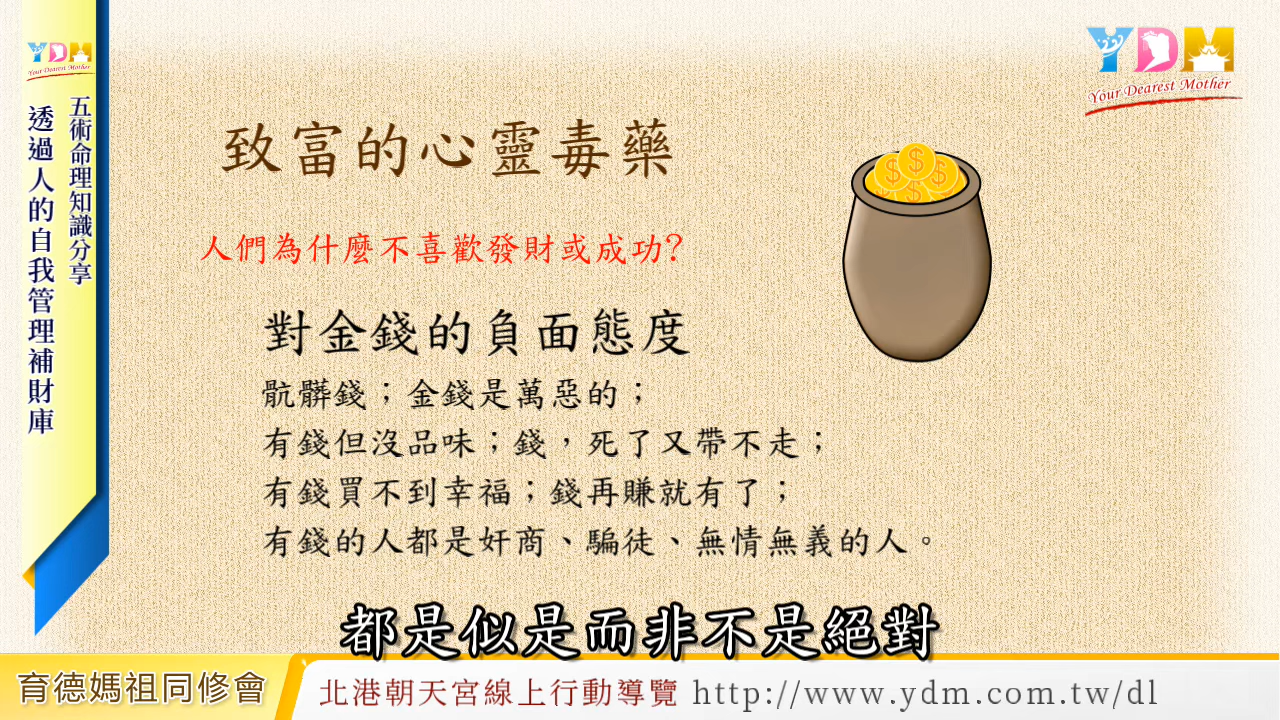 YDM
Your Dearest Mother
五術命理知識分享
透過人的自我管理補財庫
YDM
Your Dearest Mother
致富的心靈毒藥
人們為什麼不喜歡發財或成功?
對金錢的負面態度
骯髒錢；金錢是萬惡的；
有錢但沒品味；錢，死了又帶不走；
有錢買不到幸福；錢再賺就有了；
有錢的人都是奸商、騙徒、無情無義的人。
都是似是而非不是絕對
育德媽祖同修會
北港朝天宮線上行動導覽 http://www.ydm.com.tw/dl